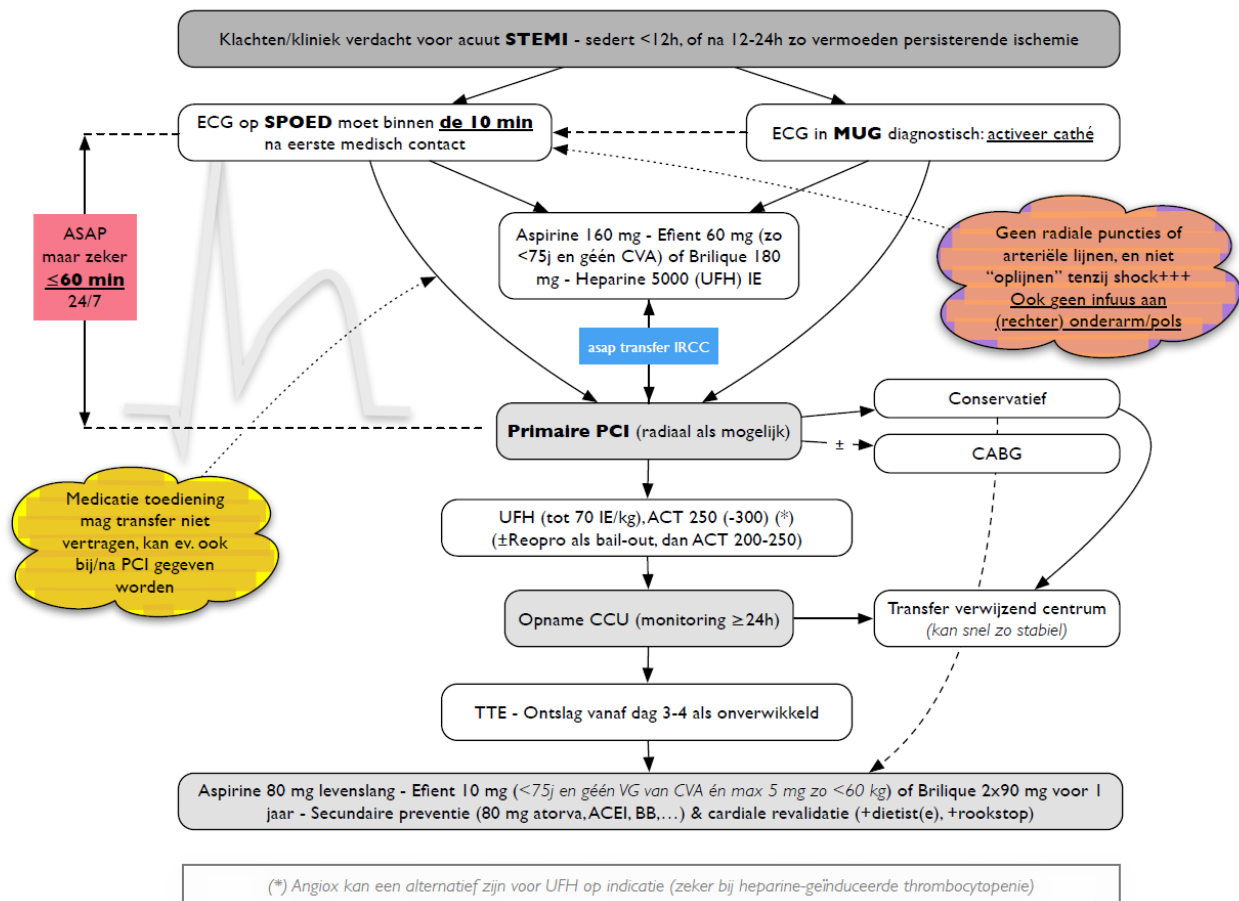 Klachten/kliniek verdacht voor acuut STEMI - sedert <12h, of na 12-24h zo vermoeden persisterende ischemie
ECG op SPOED moet binnen de 10 min
na eerste medisch contact
ECG in MUG diagnostisch: activeer cathé
ASAP
maar zeker
≤60 min
24/7
Aspirine 160 mg - Efient 60 mg (zo
<75j en géén CVA) of Brilique 180
mg - Heparine 5000 (UFH) IE
Geen radiale puncties of
arteriële lijnen, en niet
“oplijnen” tenzij shock+++
Ook geen infuus aan
(rechter) onderarm/pols
asap transfer IRCC
Primaire PCI (radiaal als mogelijk)
Conservatief
±
CABG
Medicatie toediening
mag transfer niet
vertragen, kan ev. ook
bij/na PCI gegeven
worden
UFH (tot 70 IE/kg), ACT 250 (-300) (*)
(±Reopro als bail-out, dan ACT 200-250)
Opname CCU (monitoring ≥24h)
Transfer verwijzend centrum
(kan snel zo stabiel)
TTE - Ontslag vanaf dag 3-4 als onverwikkeld
Aspirine 80 mg levenslang - Efient 10 mg (<75j en géén VG van CVA én max 5 mg zo <60 kg) of Brilique 2x90 mg voor 1
jaar - Secundaire preventie (80 mg atorva, ACEI, BB,...) & cardiale revalidatie (+dietist(e), +rookstop)
(*) Angiox kan een alternatief zijn voor UFH op indicatie (zeker bij heparine-geïnduceerde thrombocytopenie)